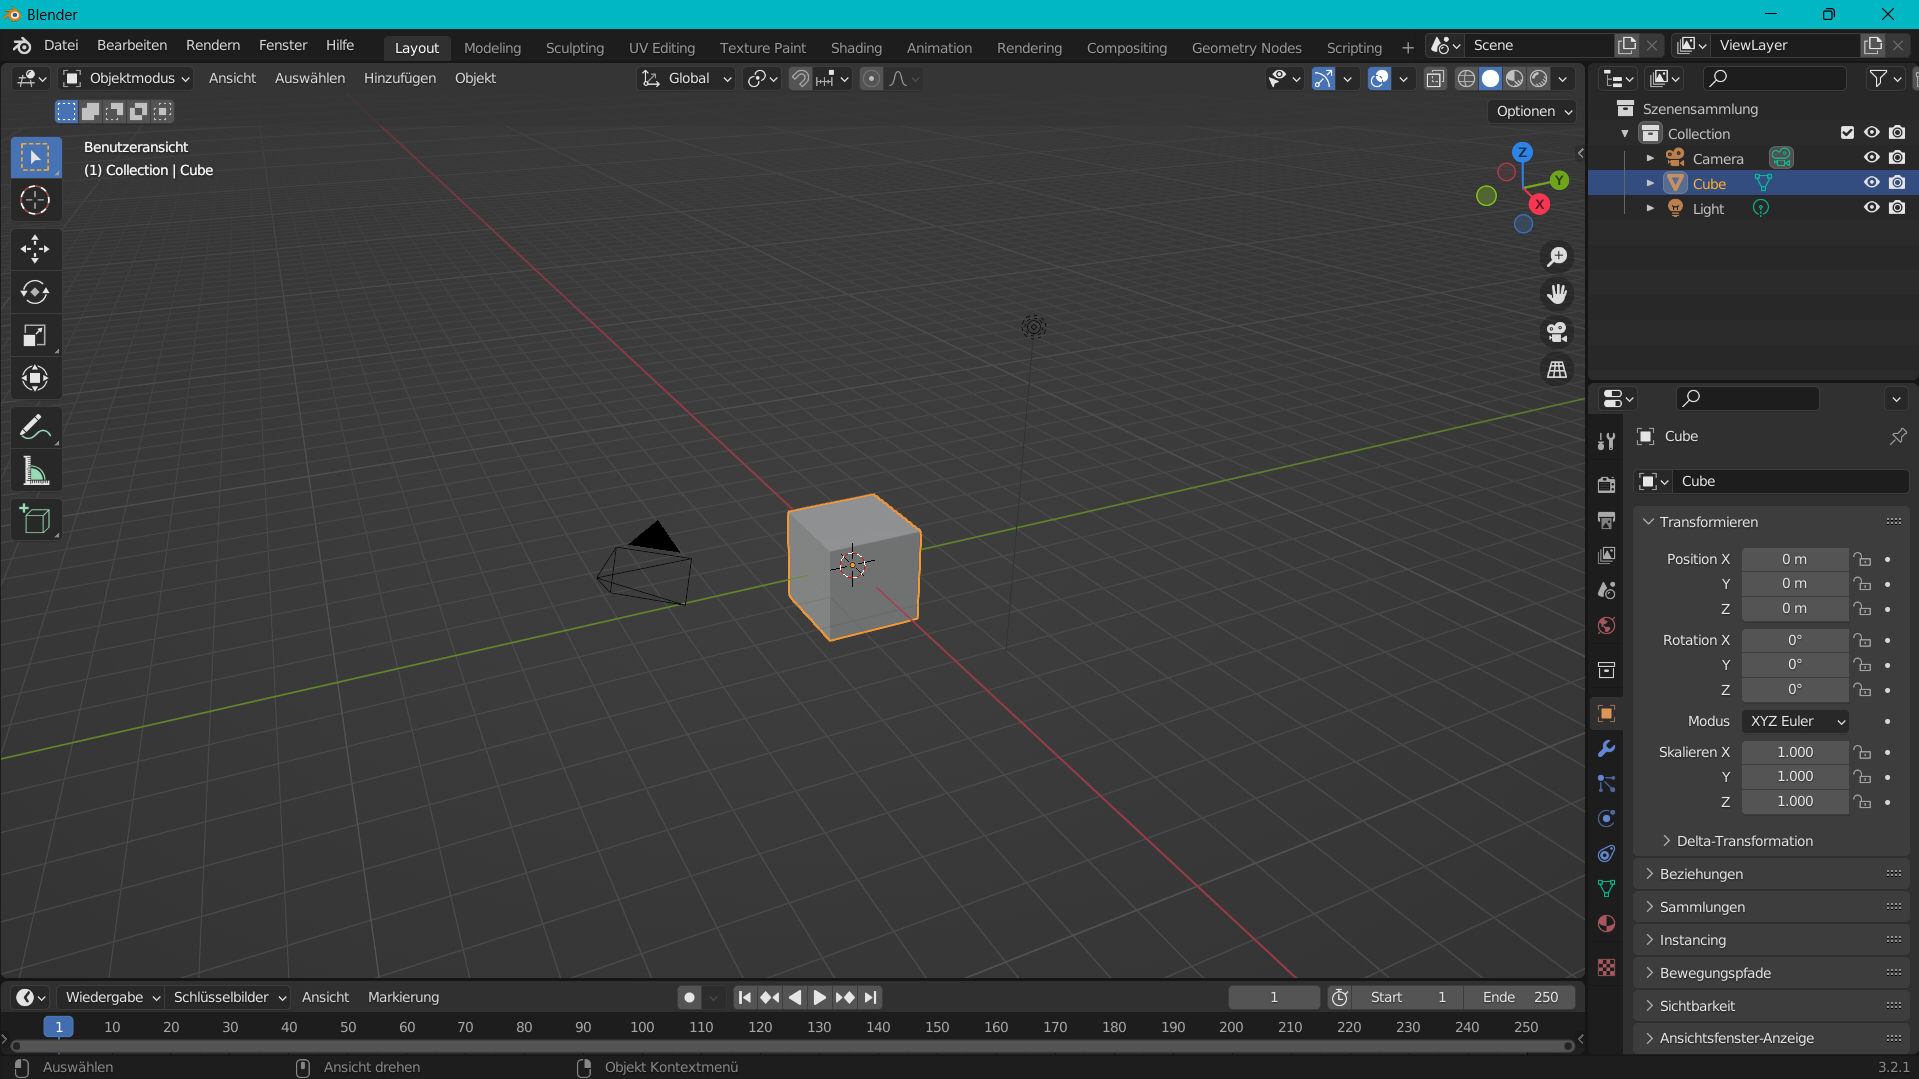 Blender
Datei Bearbeiten Rendern Fenster Hilfe Layout Modeling Sculpting UV Editing Texture Paint Shading Animation Rendering Compositing Geometry Nodes Scripting + Scene ViewLayer
Objektmodus Ansicht Auswählen Hinzufügen Objekt Global
Optionen
Benutzeransicht
(1) Collection | Cube
Z
Y
X
Szenensammlung
Collection
Camera
Cube
Light
Cube
Cube
Transformieren
Position X 0 m
Y 0 m
Z 0 m
Rotation X 0°
Y 0°
Z 0°
Modus XYZ Euler
Skalieren X 1.000
Y 1.000
Z 1.000
Delta-Transformation
Beziehungen
Sammlungen
Instancing
Bewegungspfade
Sichtbarkeit
Ansichtsfenster-Anzeige
Wiedergabe Schlüsselbilder Ansicht Markierung 1 Start 1 Ende 250
1 10 20 30 40 50 60 70 80 90 100 110 120 130 140 150 160 170 180 190 200 210 220 230 240 250
Auswählen Ansicht drehen Objekt Kontextmenü 3.2.1